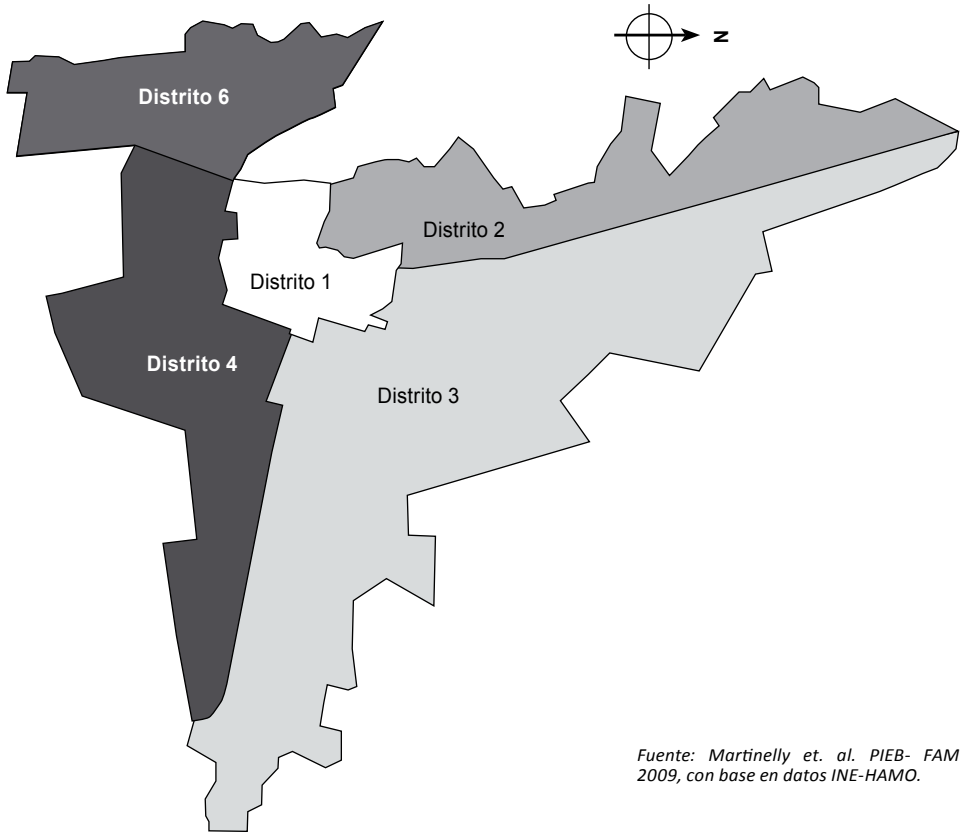 N
Distrito 6
Distrito 2
Distrito 1
Distrito 4
Distrito 3
Fuente: Martinelly et. al. PIEB- FAM
2009, con base en datos INE-HAMO.